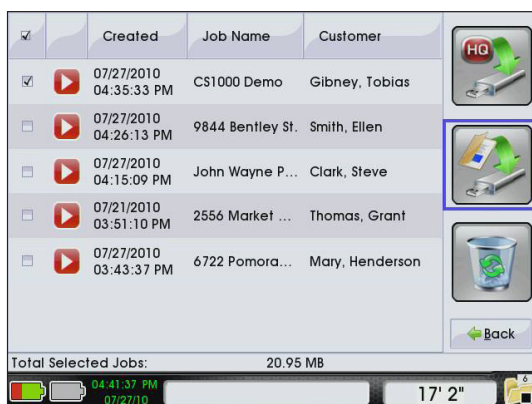 Created Job Name Customer
HQ
07/27/2010
04:35:33 PM
CS1000 Demo Gibney, Tobias
07/27/2010
04:26:13 PM
9844 Bentley St. Smith, Ellen
07/27/2010
04:15:09 PM
John Wayne P... Clark, Steve
07/21/2010
03:51:10 PM
2556 Market ... Thomas, Grant
07/27/2010
03:43:37 PM
6722 Pomora... Mary, Henderson
Back
Total Selected Jobs: 20.95 MB
04:41:37 PM
07/27/10
17' 2"
6